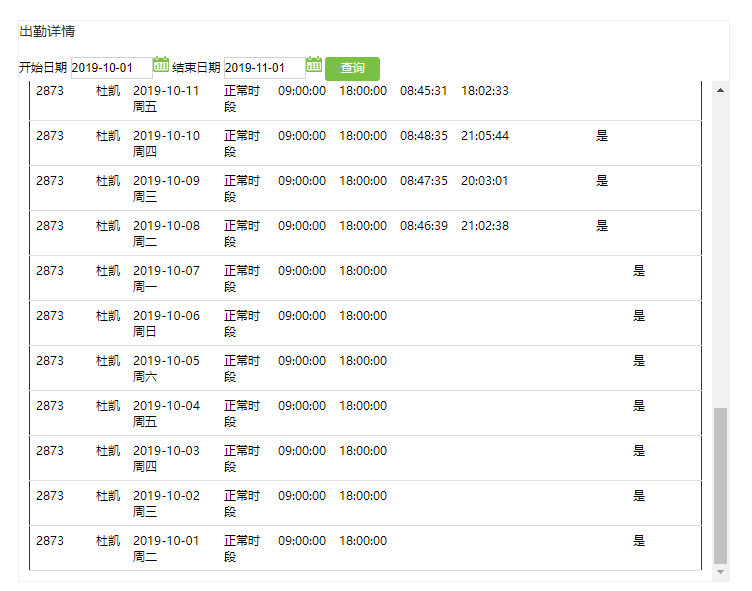 出勤详情
开始日期 2019-10-01 结束日期 2019-11-01 查询
2873 杜凯 2019-10-11 正常时 09:00:00 18:00:00 08:45:31 18:02:33
周五 段
2873 杜凯 2019-10-10 正常时 09:00:00 18:00:00 08:48:35 21:05:44 是
周四 段
2873 杜凯 2019-10-09 正常时 09:00:00 18:00:00 08:47:35 20:03:01 是
周三 段
2873 杜凯 2019-10-08 正常时 09:00:00 18:00:00 08:46:39 21:02:38 是
周二 段
2873 杜凯 2019-10-07 正常时 09:00:00 18:00:00 是
周一 段
2873 杜凯 2019-10-06 正常时 09:00:00 18:00:00 是
周日 段
2873 杜凯 2019-10-05 正常时 09:00:00 18:00:00 是
周六 段
2873 杜凯 2019-10-04 正常时 09:00:00 18:00:00 是
周五 段
2873 杜凯 2019-10-03 正常时 09:00:00 18:00:00 是
周四 段
2873 杜凯 2019-10-02 正常时 09:00:00 18:00:00 是
周三 段
2873 杜凯 2019-10-01 正常时 09:00:00 18:00:00 是
周二 段